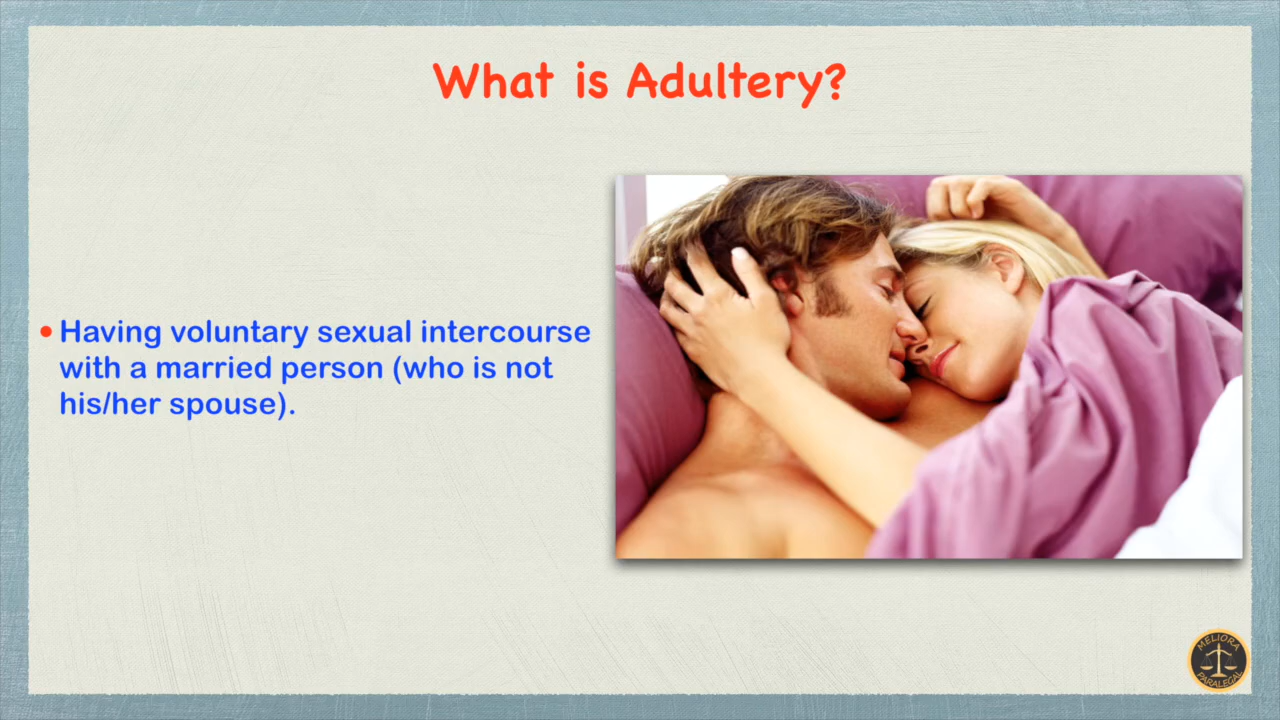 What is Adultery?
• Having voluntary sexual intercourse
with a married person (who is not
his/her spouse).
MELIORA
PARALEGAL